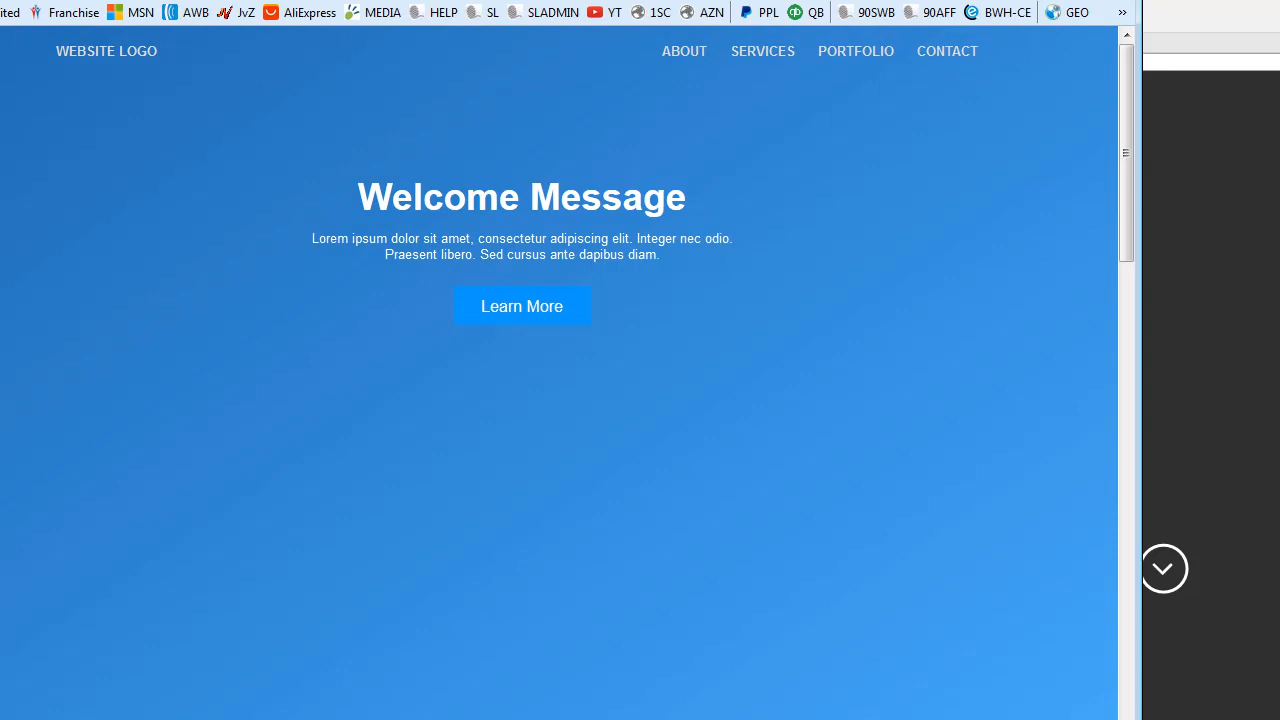 ited Franchise MSN AWB JvZ AliExpress MEDIA HELP SL SLADMIN YT 1SC AZN PPL QB 90SWB 90AFF BWH-CE GEO »
WEBSITE LOGO ABOUT SERVICES PORTFOLIO CONTACT
Welcome Message
Lorem ipsum dolor sit amet, consectetur adipiscing elit. Integer nec odio.
Praesent libero. Sed cursus ante dapibus diam.
Learn More